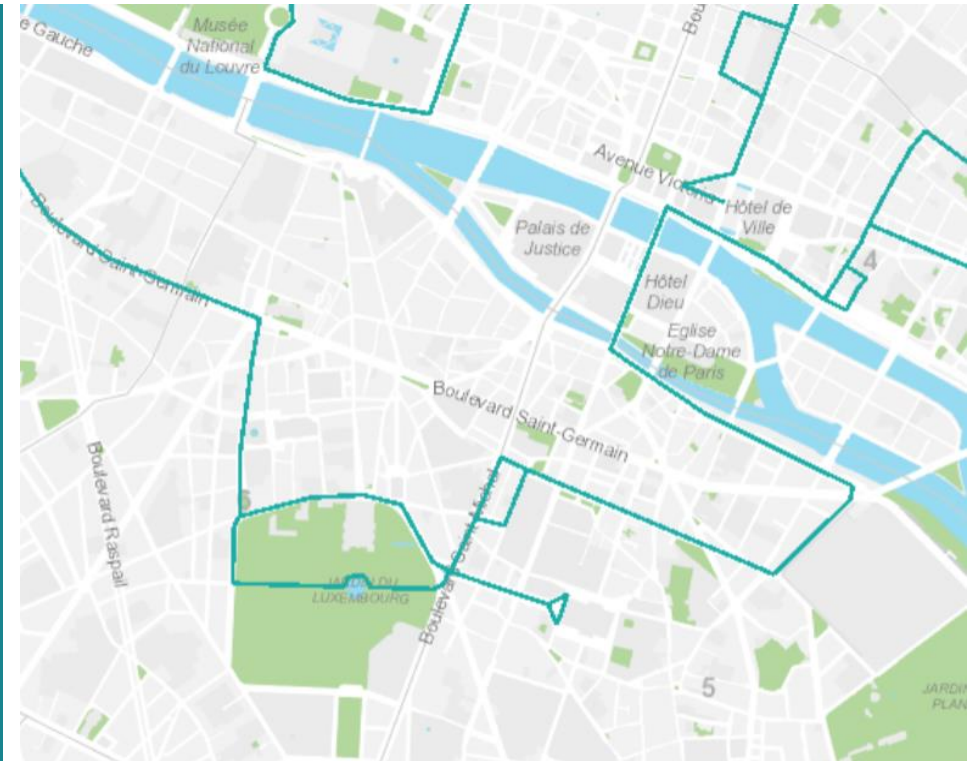 Musée
National
du Louvre
e Gauche
Bou
Avenue Victoria
Hôtel de
Ville
Palais de
Justice
4
Boulevard Saint-Germain
Hôtel
Dieu
Eglise
Notre-Dame
de Paris
Boulevard Saint-Germain
Boulevard Raspail
Boulevard Saint-Michel
6
JARDIN DU
LUXEMBOURG
5
JARDIN
PLAN